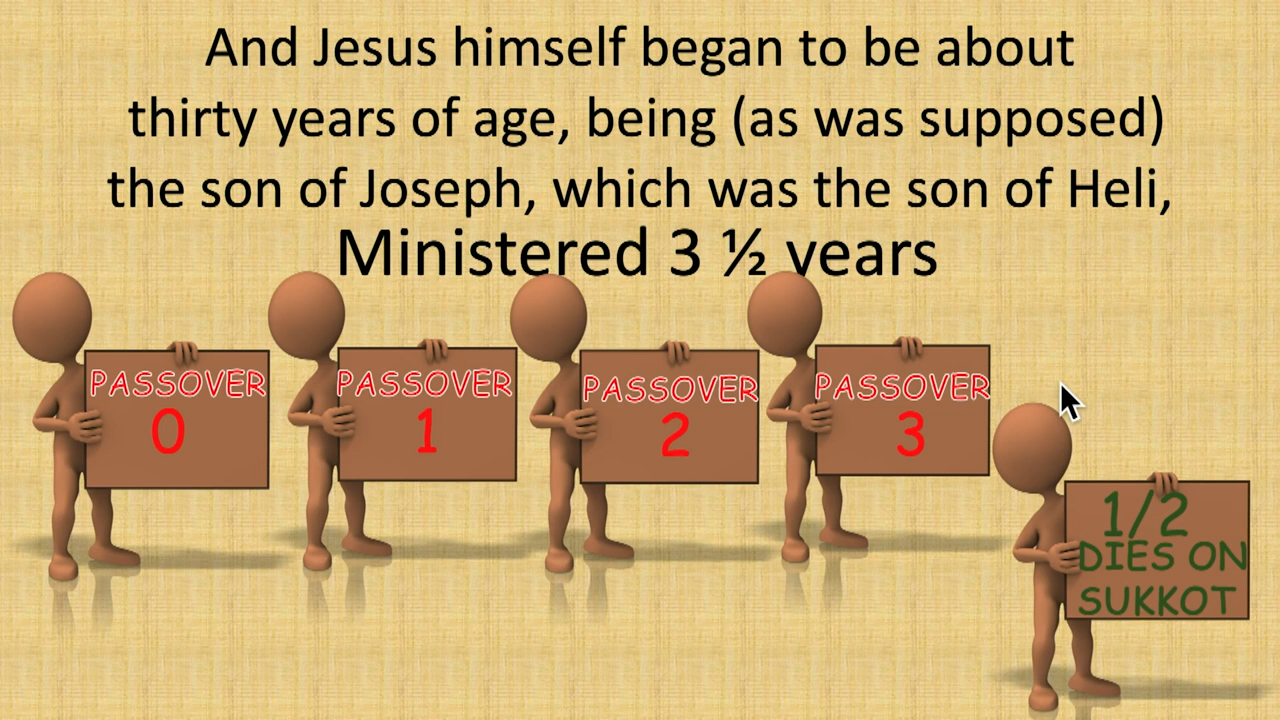 And Jesus himself began to be about
thirty years of age, being (as was supposed)
the son of Joseph, which was the son of Heli,
Ministered 3 ½ years
PASSOVER
0
PASSOVER
1
PASSOVER
2
PASSOVER
3
1/2
DIES ON
SUKKOT